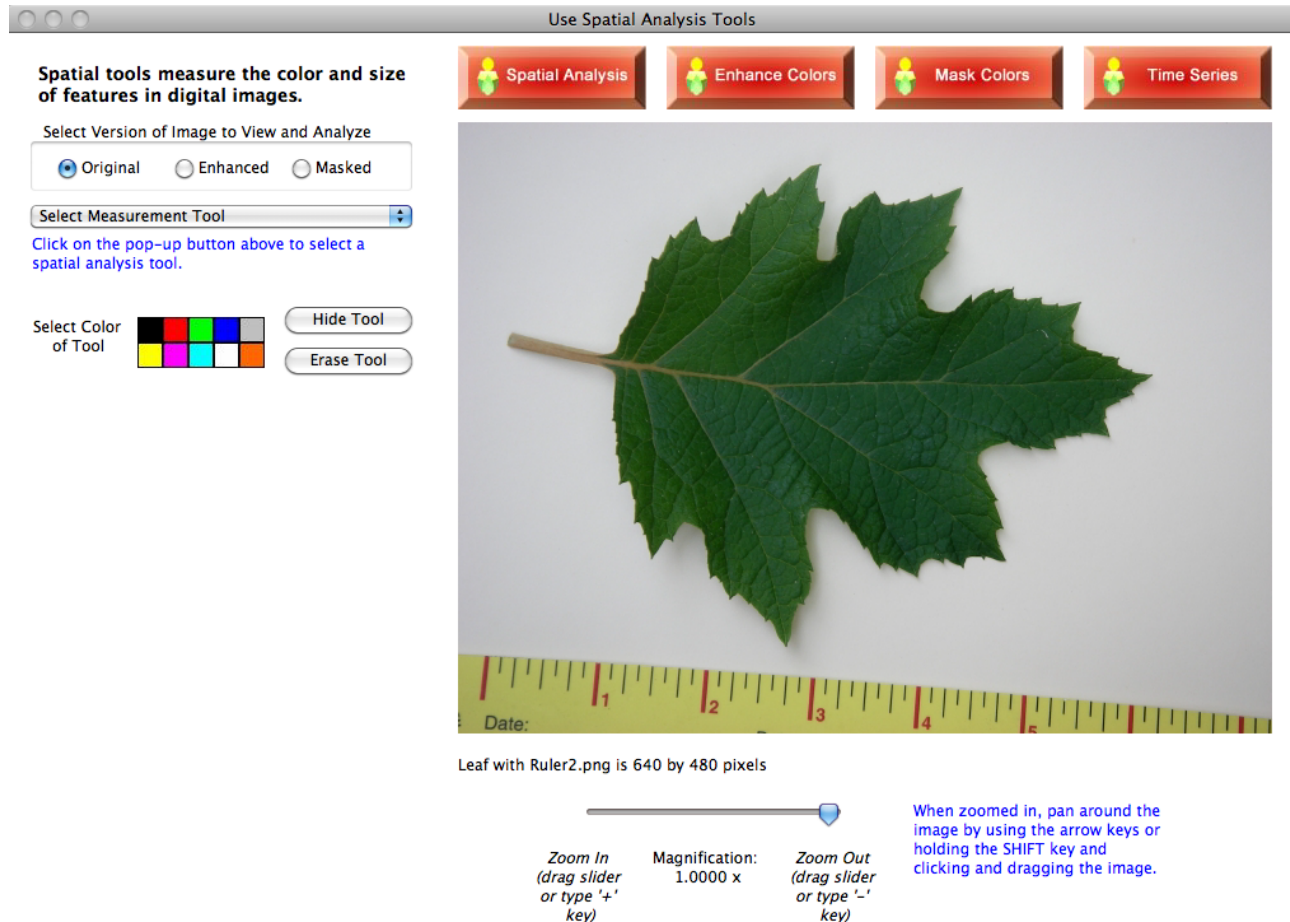 Use Spatial Analysis Tools
Spatial tools measure the color and size
of features in digital images.
Select Version of Image to View and Analyze
Original Enhanced Masked
Select Measurement Tool
Click on the pop-up button above to select a
spatial analysis tool.
Select Color
of Tool
Hide Tool
Erase Tool
Spatial Analysis
Enhance Colors
Mask Colors
Time Series
1
2
3
4
5
Date:
Leaf with Ruler2.png is 640 by 480 pixels
Zoom In
(drag slider
or type '+'
key)
Magnification:
1.0000 x
Zoom Out
(drag slider
or type '-'
key)
When zoomed in, pan around the
image by using the arrow keys or
holding the SHIFT key and
clicking and dragging the image.